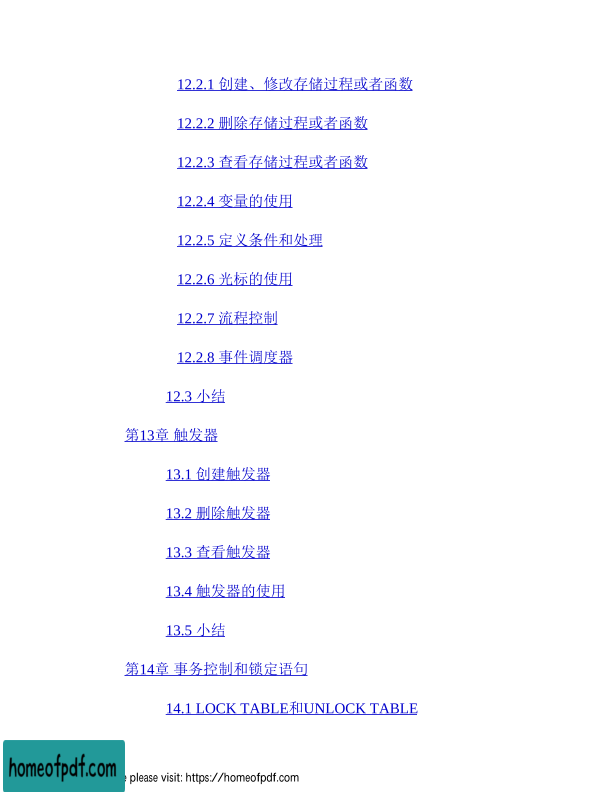 12.2.1 创建、修改存储过程或者函数
12.2.2 删除存储过程或者函数
12.2.3 查看存储过程或者函数
12.2.4 变量的使用
12.2.5 定义条件和处理
12.2.6 光标的使用
12.2.7 流程控制
12.2.8 事件调度器
12.3 小结
第13章 触发器
13.1 创建触发器
13.2 删除触发器
13.3 查看触发器
13.4 触发器的使用
13.5 小结
第14章 事务控制和锁定语句
14.1 LOCK TABLE和UNLOCK TABLE
homeofpdf.com
please visit: https://homeofpdf.com